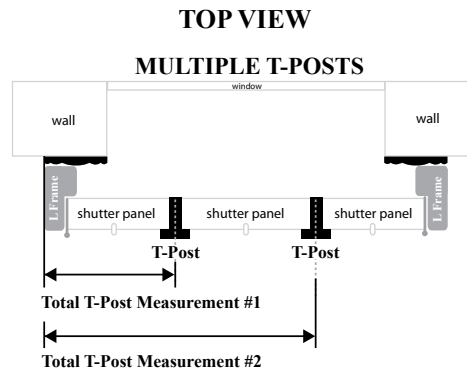 TOP VIEW
MULTIPLE T-POSTS
window
wall
wall
L Frame
L Frame
shutter panel
shutter panel
shutter panel
T-Post
T-Post
Total T-Post Measurement #1
Total T-Post Measurement #2